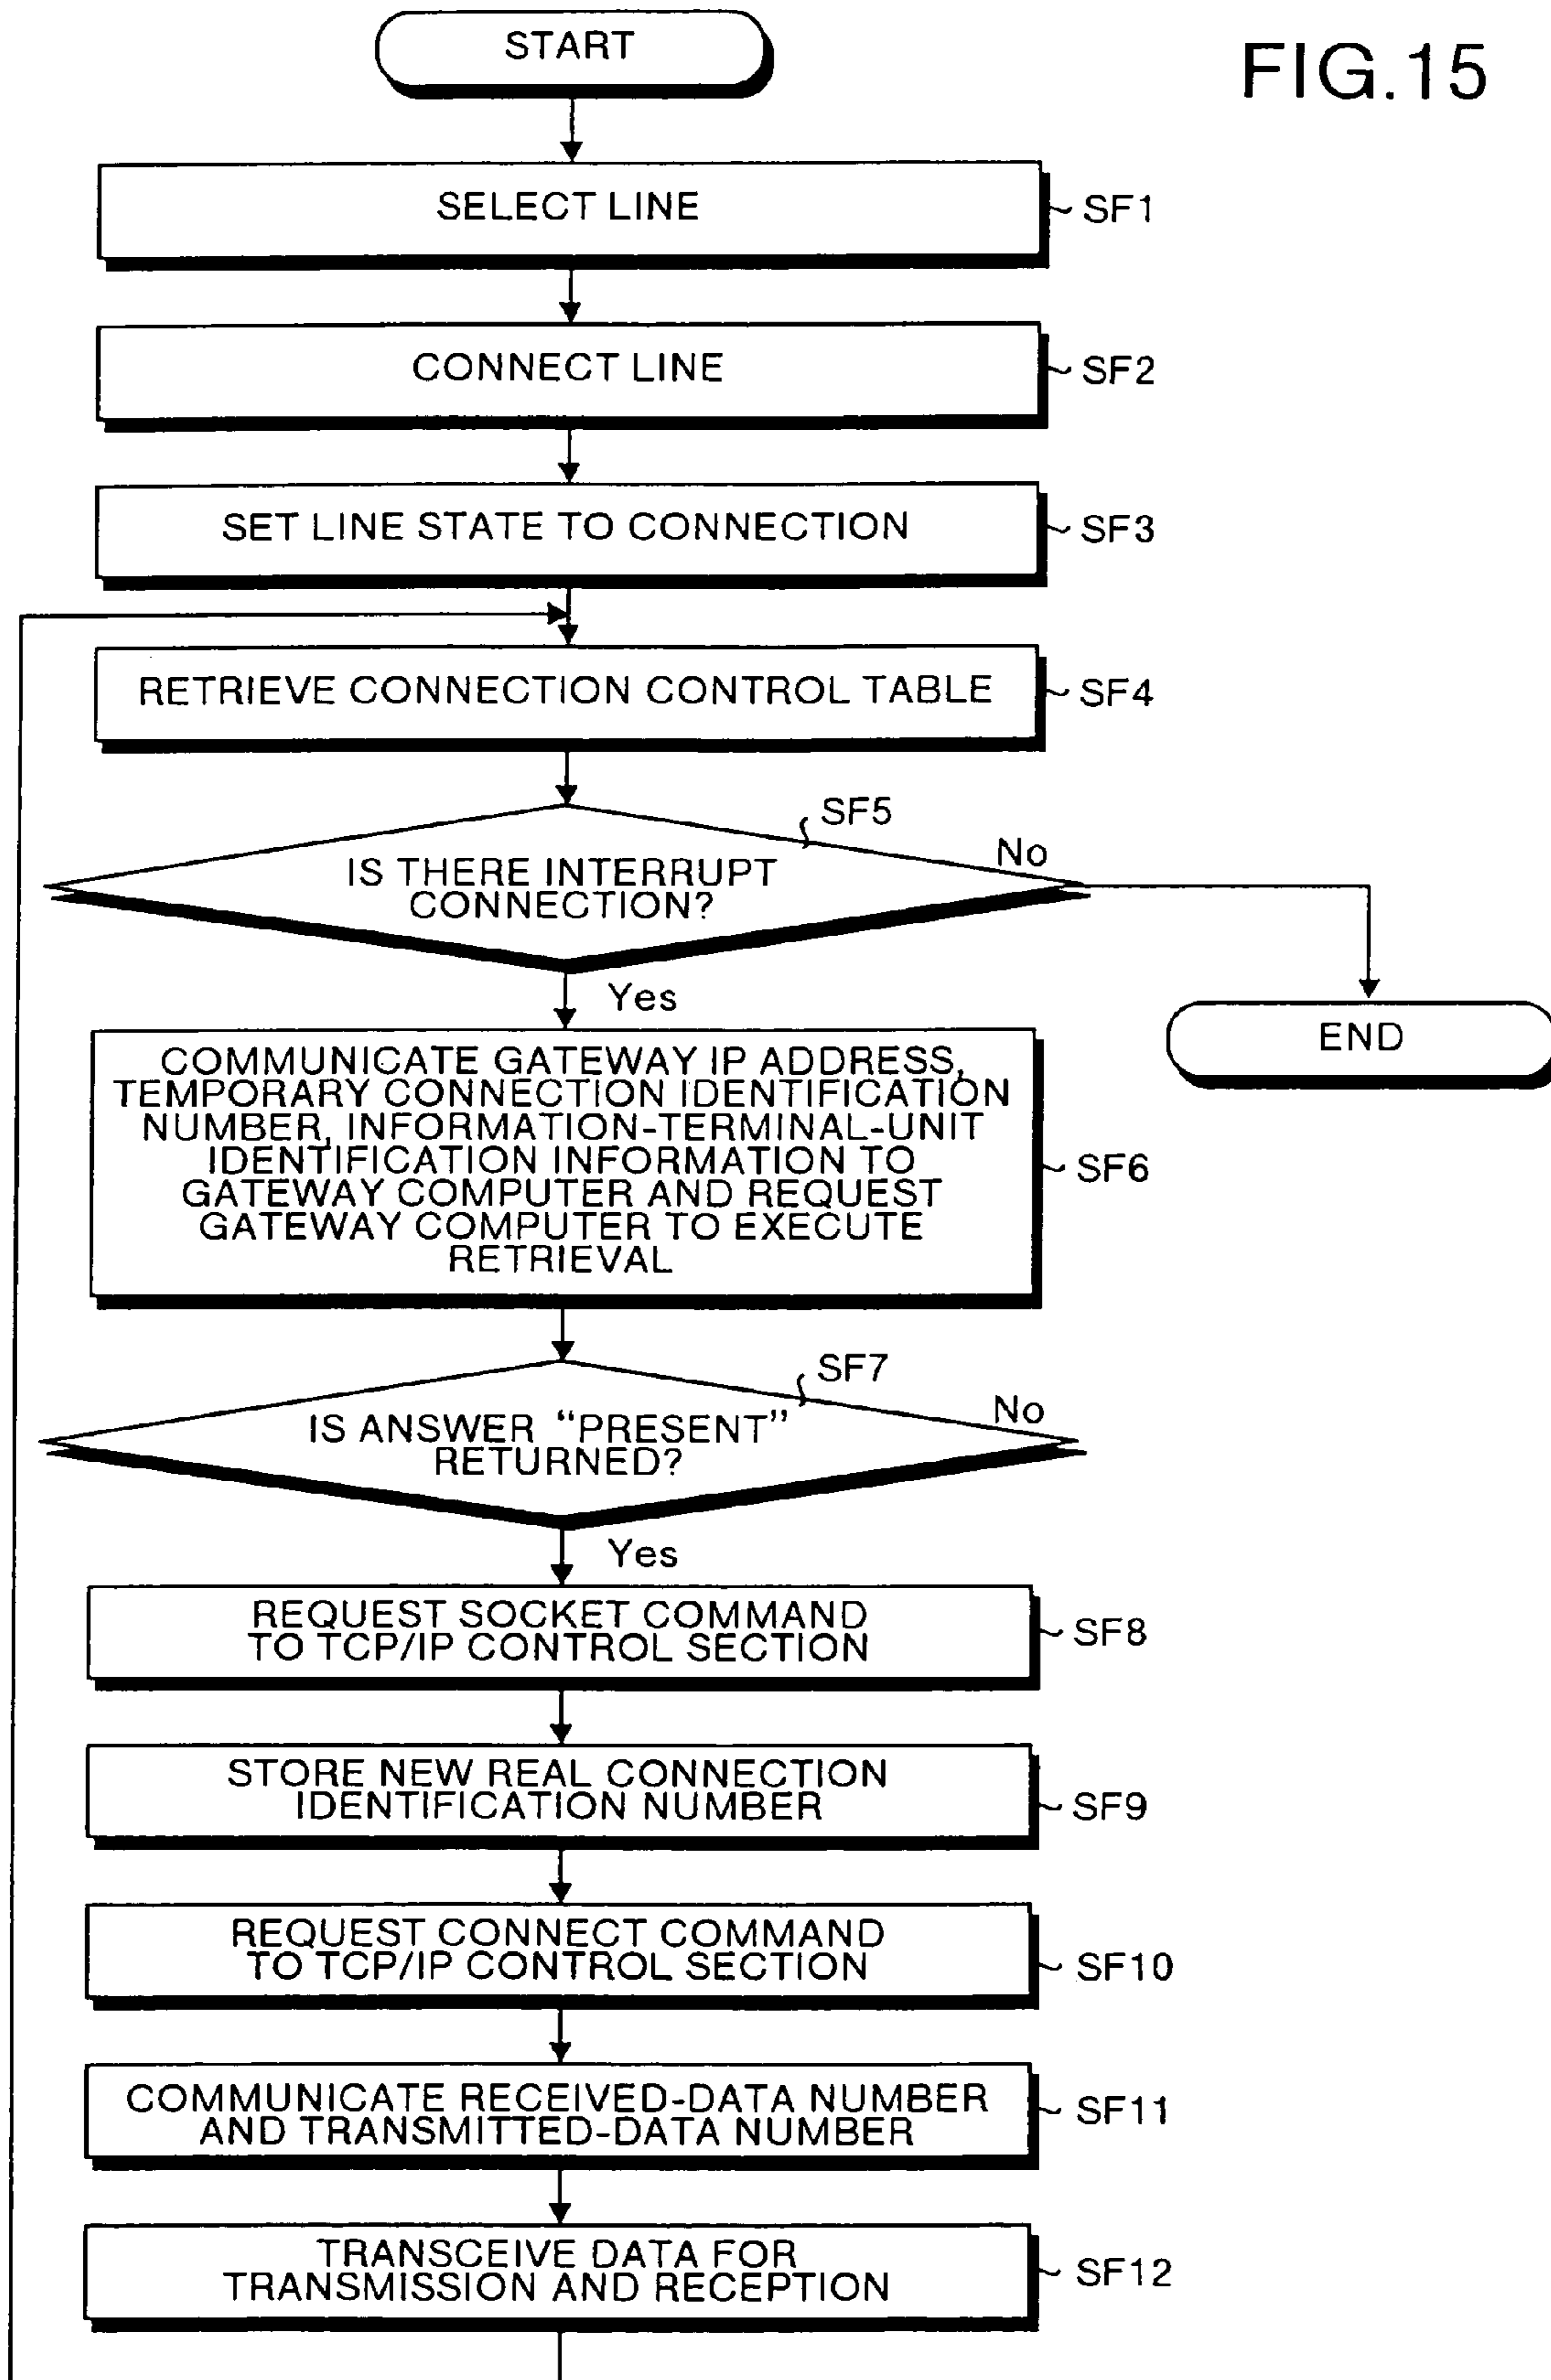 START
FIG.15
SELECT LINE
SF1
CONNECT LINE
SF2
SET LINE STATE TO CONNECTION
SF3
RETRIEVE CONNECTION CONTROL TABLE
SF4
SF5
No
IS THERE INTERRUPT
CONNECTION?
Yes
END
COMMUNICATE GATEWAY IP ADDRESS,
TEMPORARY CONNECTION IDENTIFICATION
NUMBER, INFORMATION-TERMINAL-UNIT
IDENTIFICATION INFORMATION TO
GATEWAY COMPUTER AND REQUEST
GATEWAY COMPUTER TO EXECUTE
RETRIEVAL
SF6
SF7
No
IS ANSWER “PRESENT”
RETURNED?
Yes
REQUEST SOCKET COMMAND
TO TCP/IP CONTROL SECTION
SF8
STORE NEW REAL CONNECTION
IDENTIFICATION NUMBER
SF9
REQUEST CONNECT COMMAND
TO TCP/IP CONTROL SECTION
SF10
COMMUNICATE RECEIVED-DATA NUMBER
AND TRANSMITTED-DATA NUMBER
SF11
TRANSCEIVE DATA FOR
TRANSMISSION AND RECEPTION
SF12